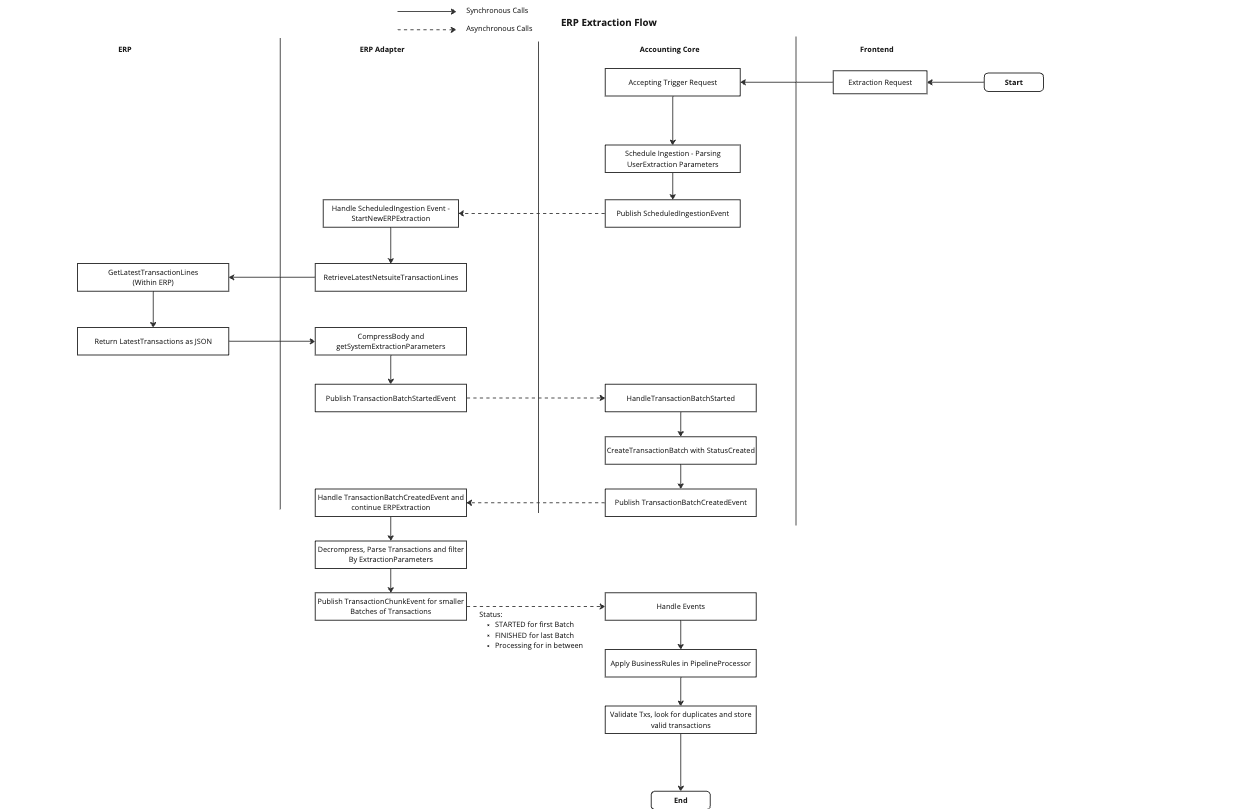 Synchronous Calls
ERP Extraction Flow
Asynchronous Calls
ERP
ERP Adapter
Accounting Core
Frontend
Accepting Trigger Request
Extraction Request
Start
Schedule Ingestion - Parsing
UserExtraction Parameters
Handle ScheduledIngestion Event -
StartNewERPExtraction
Publish ScheduledIngestionEvent
GetLatestTransactionLines
(Within ERP)
RetrieveLatestNetsuiteTransactionLines
Return LatestTransactions as JSON
CompressBody and
getSystemExtractionParameters
Publish TransactionBatchStartedEvent
HandleTransactionBatchStarted
CreateTransactionBatch with StatusCreated
Handle TransactionBatchCreatedEvent and
continue ERPExtraction
Publish TransactionBatchCreatedEvent
Decrompress, Parse Transactions and filter
By ExtractionParameters
Publish TransactionChunkEvent for smaller
Batches of Transactions
Handle Events
Status:
• STARTED for first Batch
• FINISHED for last Batch
• Processing for in between
Apply BusinessRules in PipelineProcessor
Validate Txs, look for duplicates and store
valid transactions
End